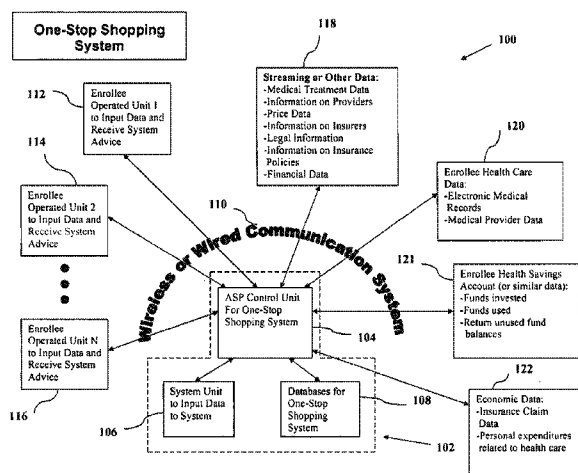 One-Stop Shopping
System
118
100
Streaming or Other Data:
-Medical Treatment Data
-Information on Providers
-Price Data
-Information on Insurers
-Legal Information
-Information on Insurance
Policies
-Financial Data
112
Enrollee
Operated Unit 1
to Input Data and
Receive System
Advice
114
Enrollee
Operated Unit 2
to Input Data and
Receive System
Advice
120
Enrollee Health Care
Data:
-Electronic Medical
Records
-Medical Provider Data
110
Wireless or Wired Communication System
121
Enrollee Health Savings
Account (or similar data):
-Funds invested
-Funds used
-Return unused fund
balances
ASP Control Unit
For One-Stop
Shopping System
104
Enrollee
Operated Unit N
to Input Data and
Receive System
Advice
116
System Unit
to Input Data
to System
106
Databases for
One-Stop
Shopping
System
108
102
122
Economic Data:
-Insurance Claim
Data
-Personal expenditures
related to health care